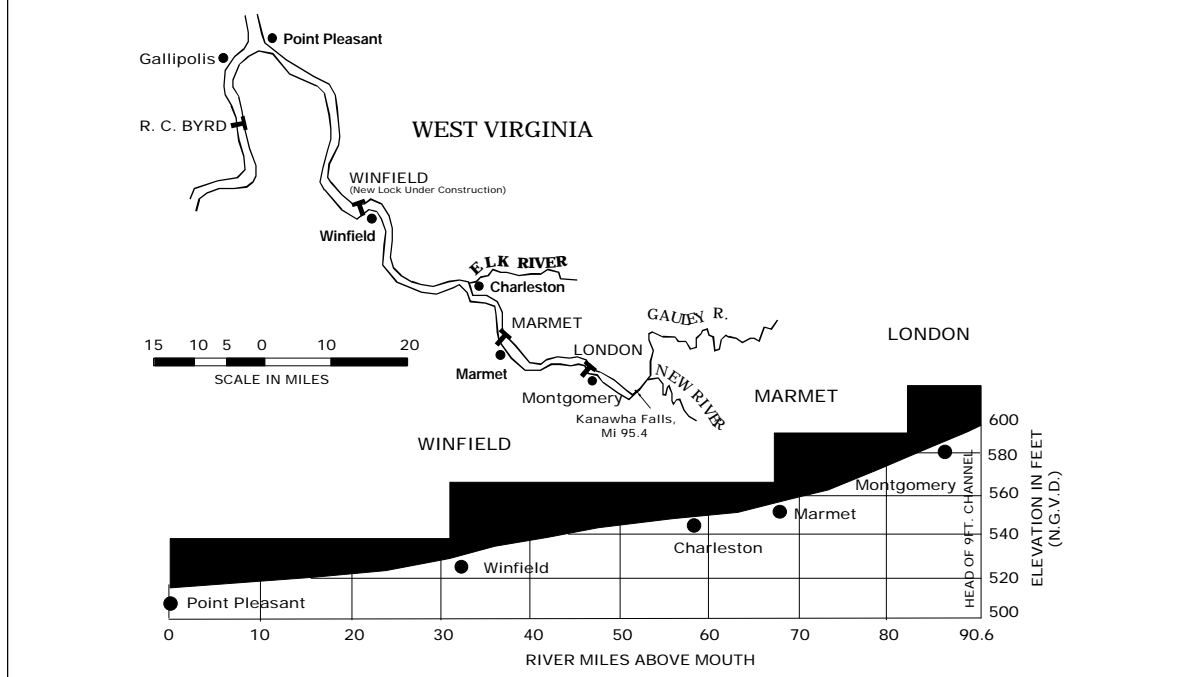 Point Pleasant
Gallipolis
R. C. BYRD
WEST VIRGINIA
WINFIELD
(New Lock Under Construction)
Winfield
ELK RIVER
Charleston
GAULEY R.
MARMET
LONDON
15 10 5 0 10 20
SCALE IN MILES
Marmet
LONDON
NEW RIVER
Montgomery
MARMET
Kanawha Falls,
Mi 95.4
WINFIELD
600
580
560
540
520
500
ELEVATION IN FEET
(N.G.V.D.)
HEAD OF 9FT. CHANNEL
Montgomery
Marmet
Charleston
Winfield
Point Pleasant
0 10 20 30 40 50 60 70 80 90.6
RIVER MILES ABOVE MOUTH